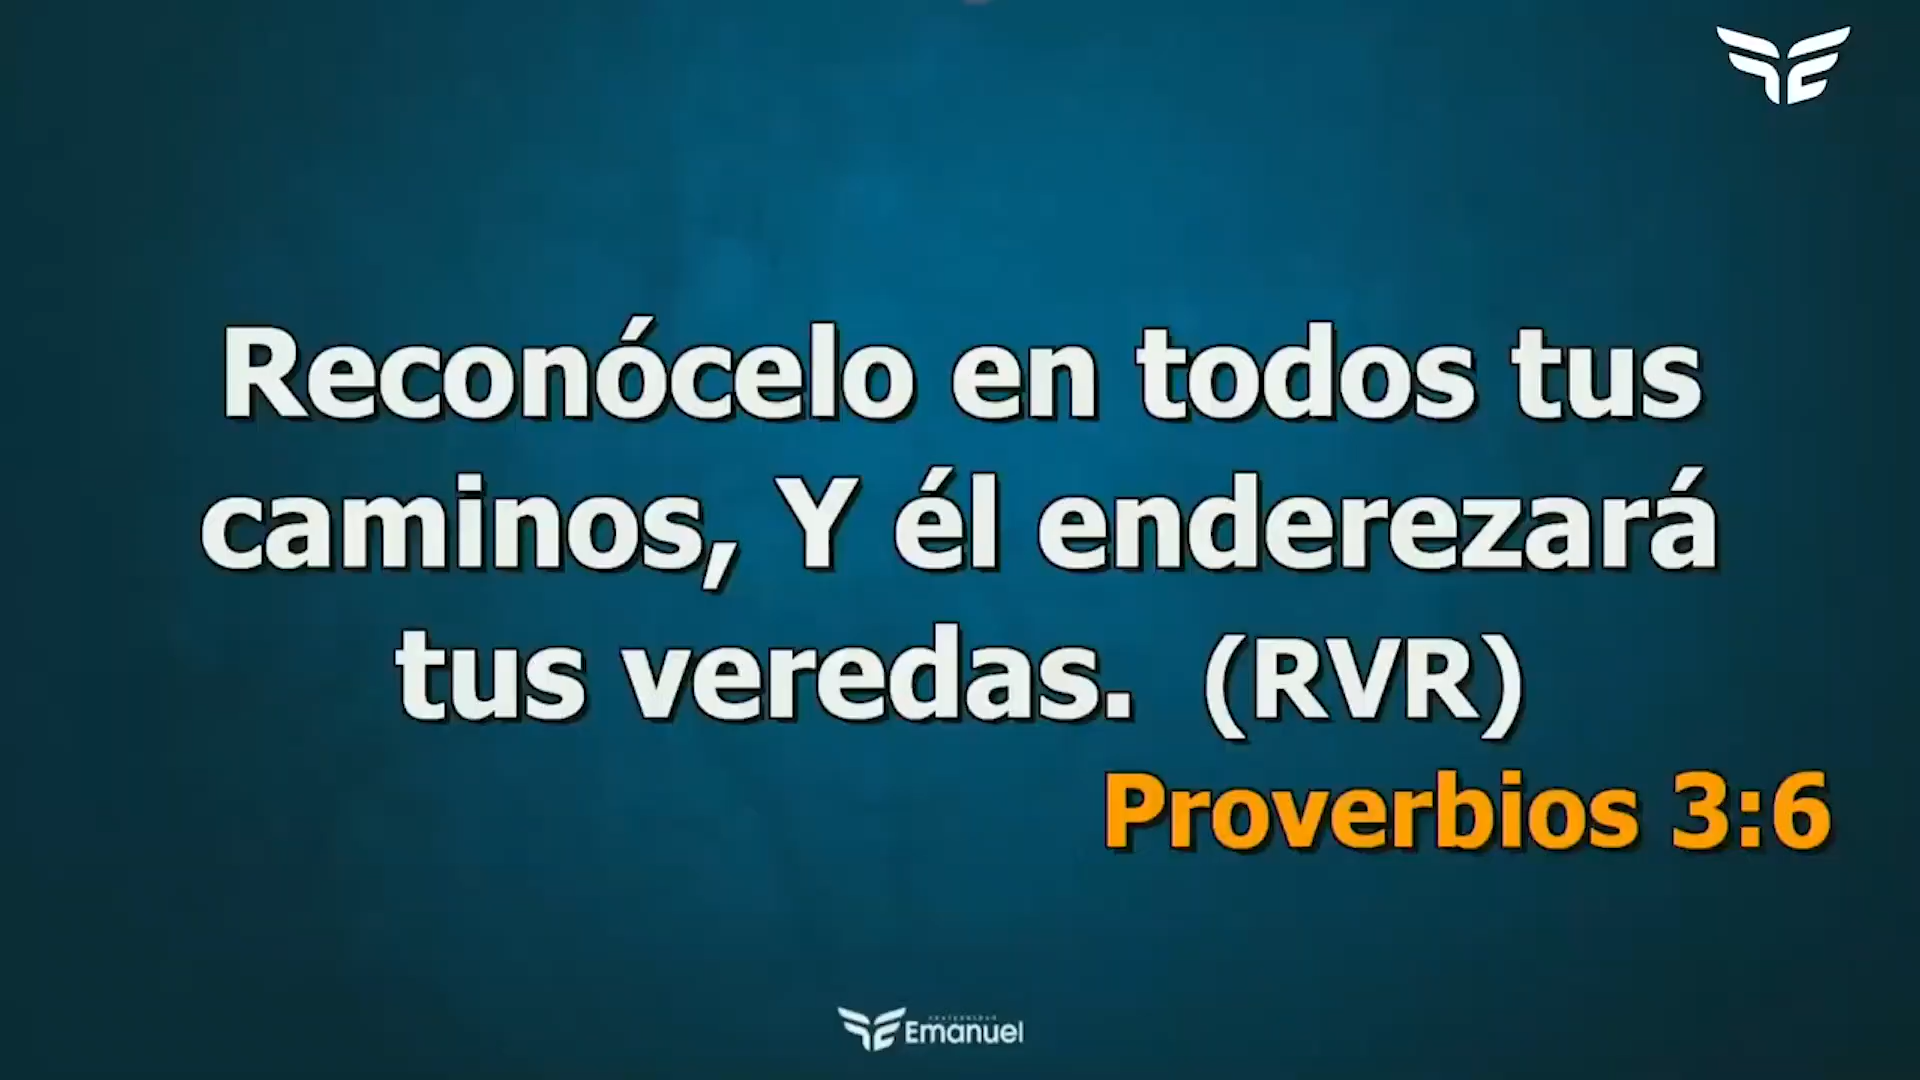 Reconócelo en todos tus
caminos, Y él enderezará
tus veredas. (RVR)
Proverbios 3:6
Emanuel